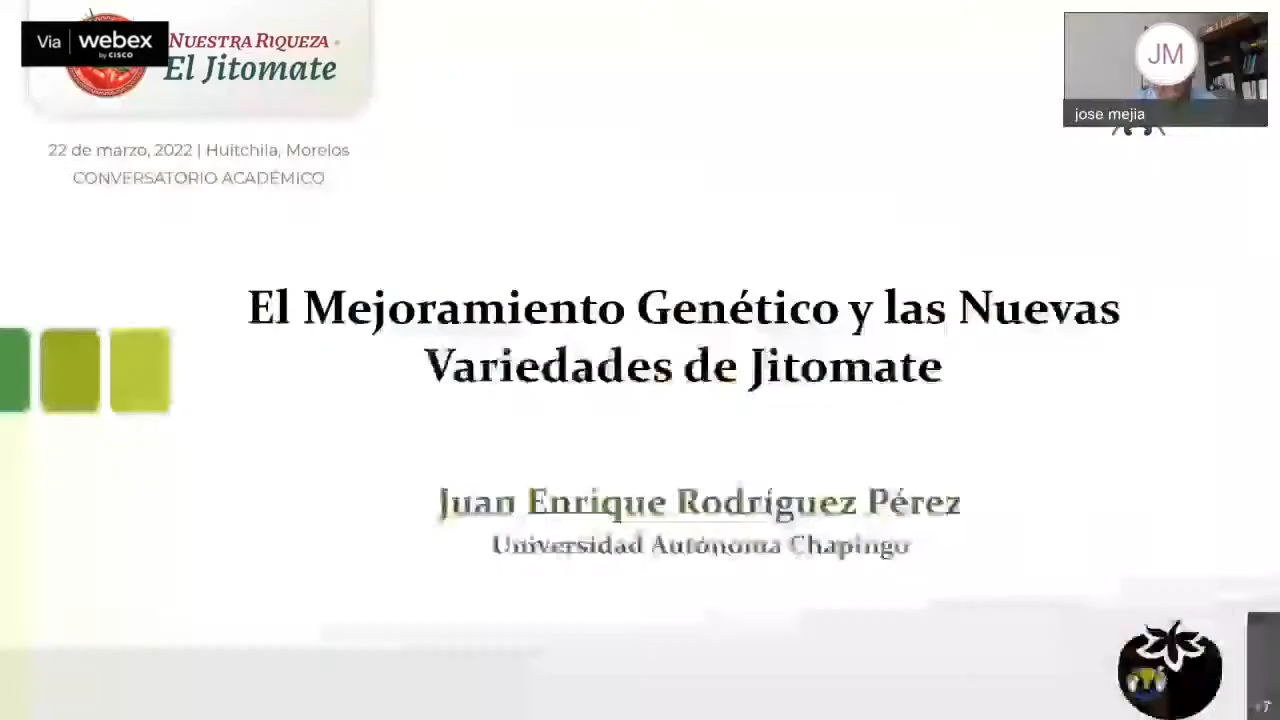 Via webex
by CISCO
NUESTRA RIQUEZA
El Jitomate
JM
jose mejia
22 de marzo, 2022 | Huitchila, Morelos
CONVERSATORIO ACADÉMICO
El Mejoramiento Genético y las Nuevas
Variedades de Jitomate
Juan Enrique Rodríguez Pérez
Universidad Autónoma Chapingo